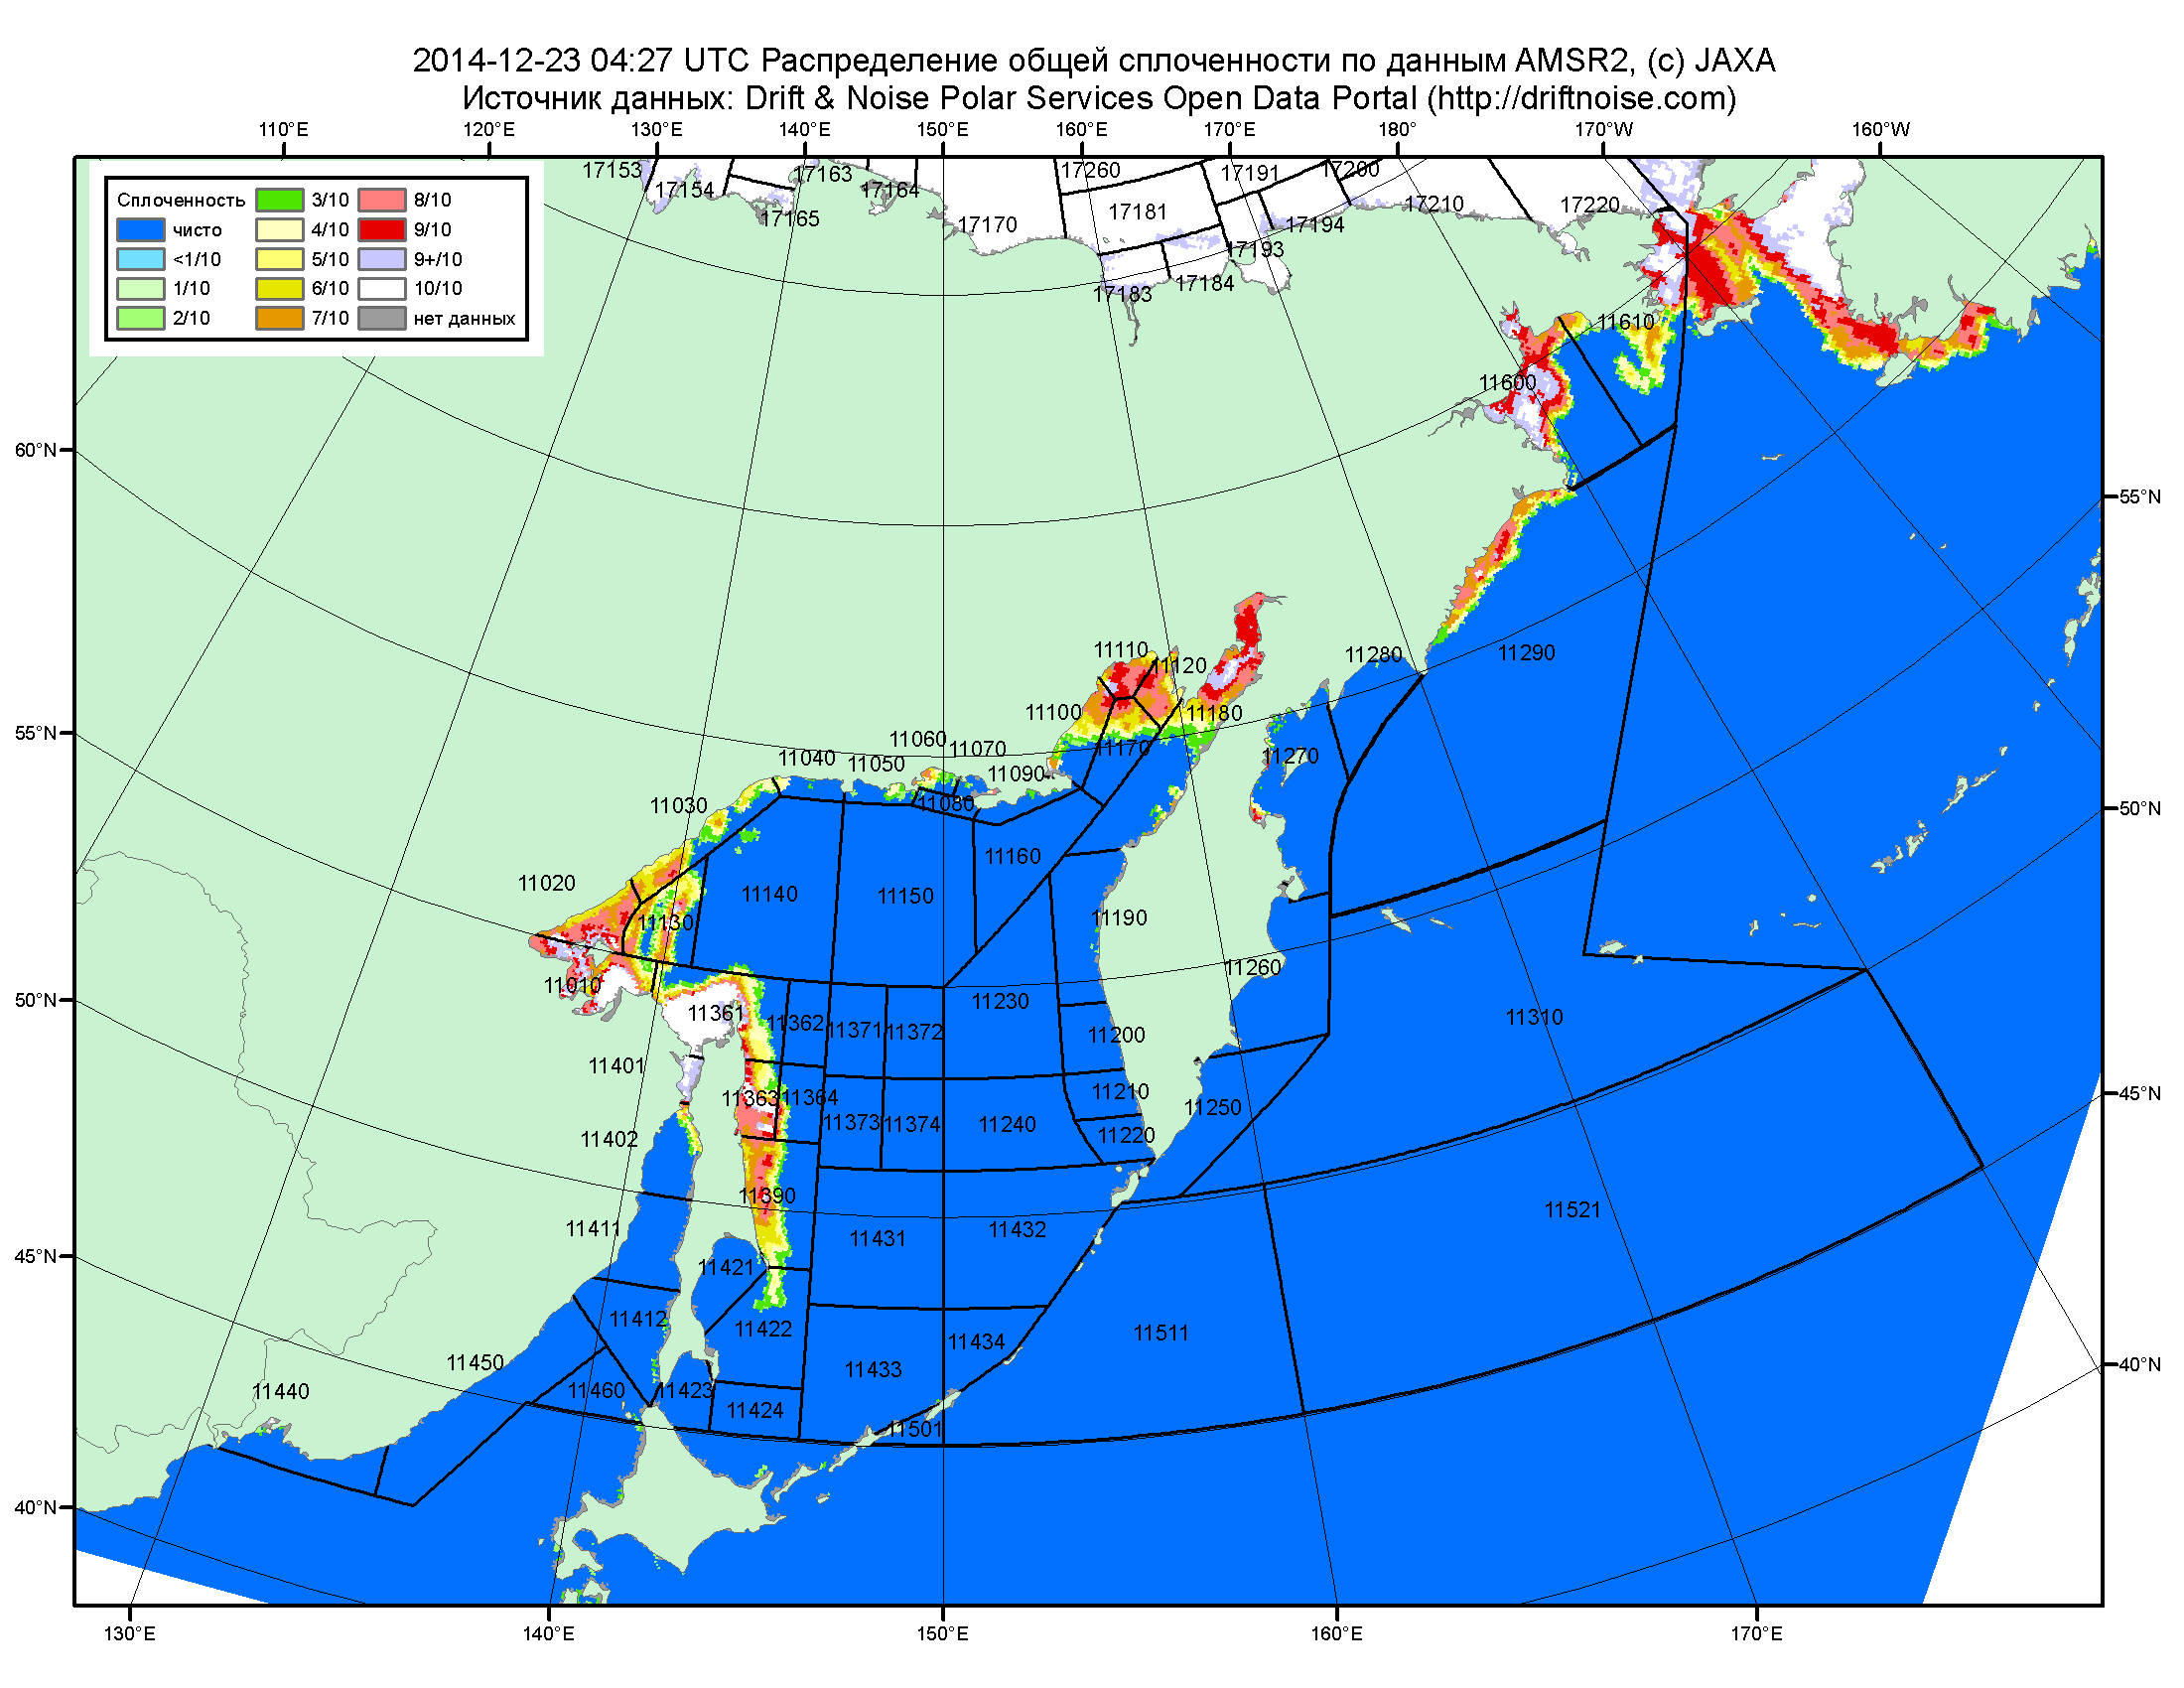 2014-12-23 04:27 UTC Распределение общей сплоченности по данным AMSR2, (c) JAXA
Источник данных: Drift & Noise Polar Services Open Data Portal (http://driftnoise.com)
110°E 120°E 130°E 140°E 150°E 160°E 170°E 180° 170°W 160°W
Сплоченность
чисто
<1/10
1/10
2/10
3/10
4/10
5/10
6/10
7/10
8/10
9/10
9+/10
10/10
нет данных
17153 17154 17163 17164 17165 17170 17260 17181 17191 17200 17210 17220
17183 17184 17193 17194
11610
11600
60°N
55°N
11290
11280
11110 11120
11100 11180
55°N
11060 11070 11170 11270
11040 11050 11090
11030 11080
50°N
11160
11020 11140 11150
11130 11190
11260
11010
50°N
11361 11362 11371 11372 11230 11200 11310
11401
11363 11364 11373 11374 11240 11210 11250
45°N
11402 11220
11390
11411 11431 11432 11521
45°N
11421
11412 11422 11433 11434 11511
11450
40°N
11440 11460 11423 11424
11501
40°N
130°E 140°E 150°E 160°E 170°E